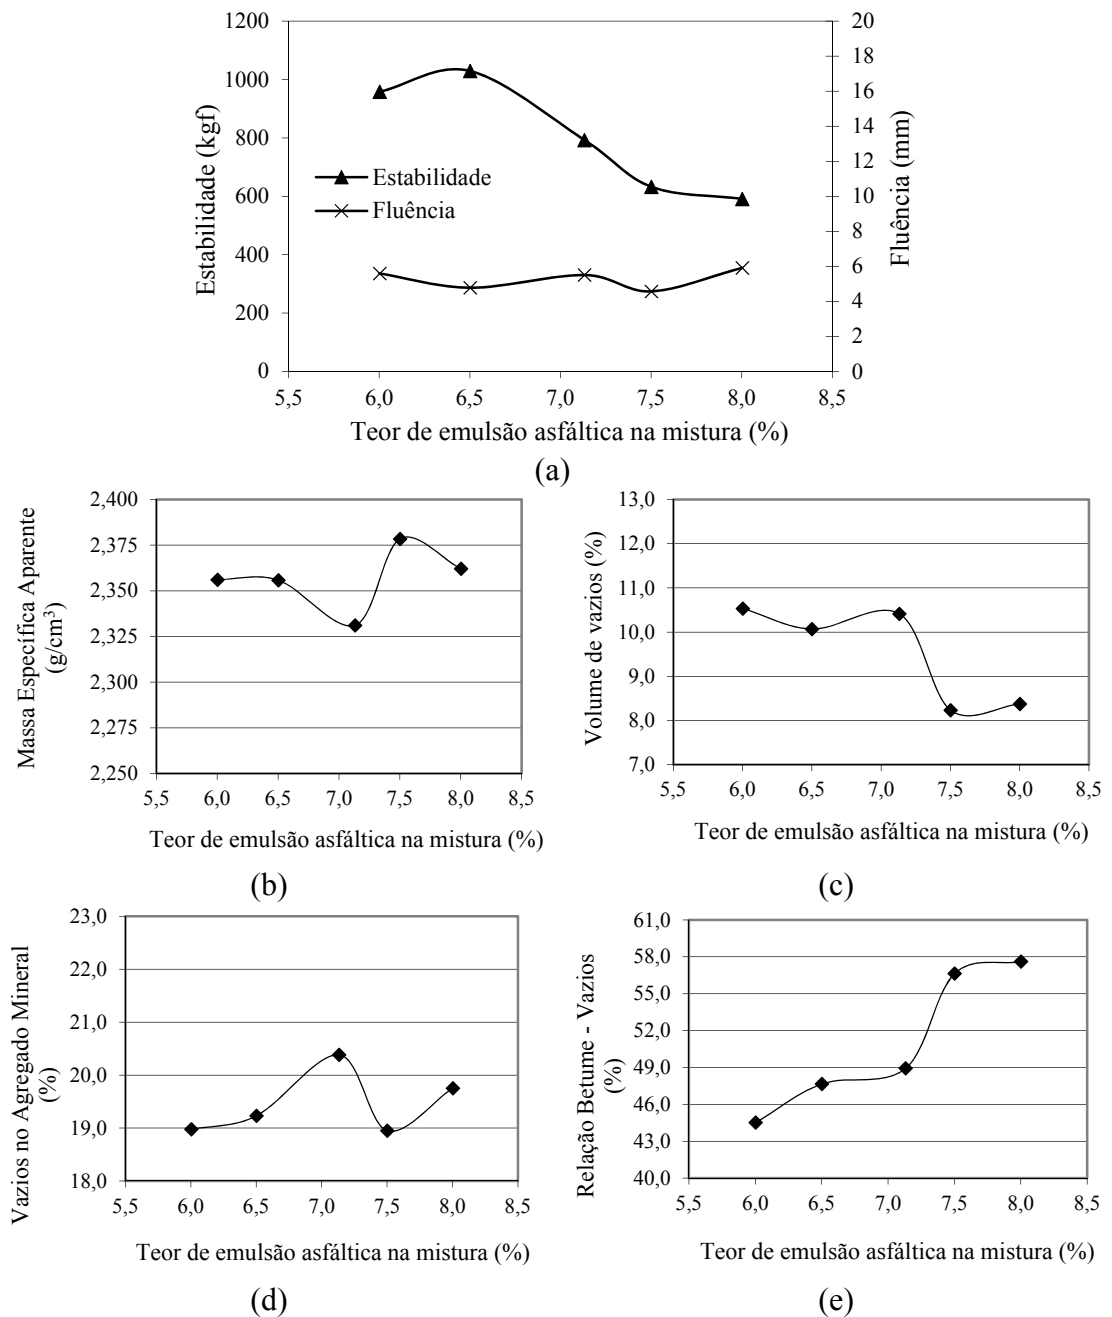 1200
1000
800
600
400
200
0
Estabilidade (kgf)
Estabilidade
Fluência
20
18
16
14
12
10
8
6
4
2
0
Fluência (mm)
5,5 6,0 6,5 7,0 7,5 8,0 8,5
Teor de emulsão asfáltica na mistura (%)
(a)
2,400
2,375
2,350
2,325
2,300
2,275
2,250
Massa Específica Aparente
(g/cm³)
5,5 6,0 6,5 7,0 7,5 8,0 8,5
Teor de emulsão asfáltica na mistura (%)
(b)
13,0
12,0
11,0
10,0
9,0
8,0
7,0
Volume de vazios (%)
5,5 6,0 6,5 7,0 7,5 8,0 8,5
Teor de emulsão asfáltica na mistura (%)
(c)
23,0
22,0
21,0
20,0
19,0
18,0
Vazios no Agregado Mineral
(%)
5,5 6,0 6,5 7,0 7,5 8,0 8,5
Teor de emulsão asfáltica na mistura (%)
(d)
61,0
58,0
55,0
52,0
49,0
46,0
43,0
40,0
Relação Betume - Vazios
(%)
5,5 6,0 6,5 7,0 7,5 8,0 8,5
Teor de emulsão asfáltica na mistura (%)
(e)